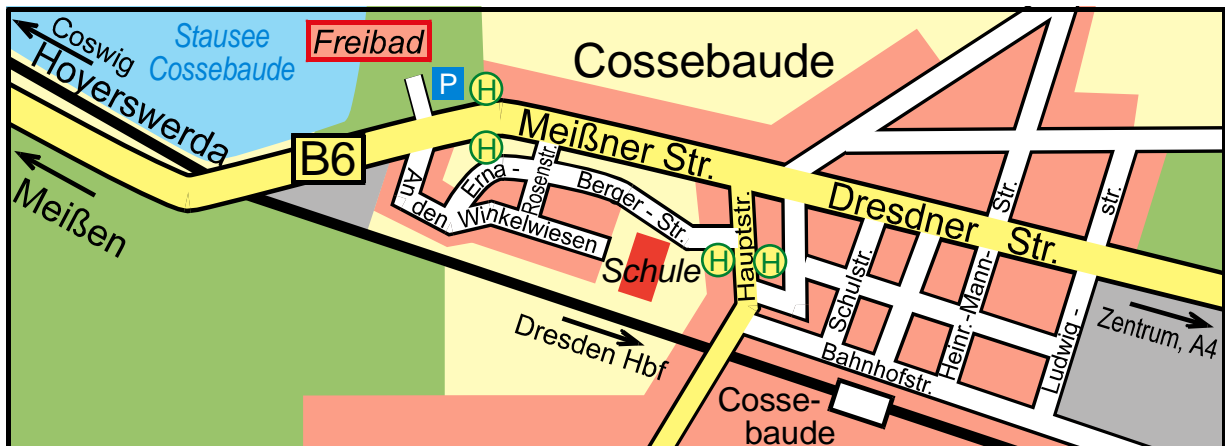 Coswig
Hoyerswerda
Stausee
Cossebaude
Freibad
Cossebaude
P
H
B6
Meißner Str.
H
Meißen
An
den
Winkelwiesen
Erna -
Rosenstr.
Berger - Str.
Schule
H
Hauptstr.
H
Dresdner Str.
Schulstr.
Heinr.-Mann-
Str.
Ludwig -
str.
Bahnhofstr.
Dresden Hbf
Zentrum, A4
Cosse-
baude